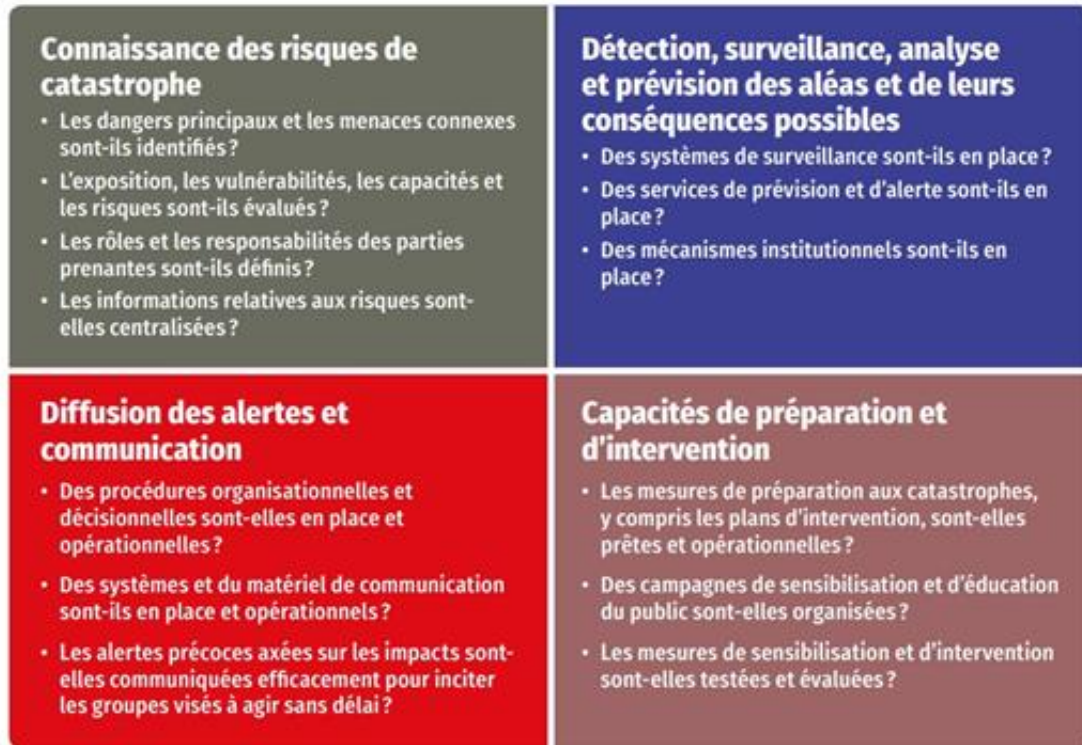 Connaissance des risques de
catastrophe
• Les dangers principaux et les menaces connexes
sont-ils identifiés ?
• L'exposition, les vulnérabilités, les capacités et
les risques sont-ils évalués ?
• Les rôles et les responsabilités des parties
prenantes sont-ils définis ?
• Les informations relatives aux risques sont-
elles centralisées ?
Détection, surveillance, analyse
et prévision des aléas et de leurs
conséquences possibles
• Des systèmes de surveillance sont-ils en place ?
• Des services de prévision et d'alerte sont-ils en
place ?
• Des mécanismes institutionnels sont-ils en
place ?
Diffusion des alertes et
communication
• Des procédures organisationnelles et
décisionnelles sont-elles en place et
opérationnelles ?
• Des systèmes et du matériel de communication
sont-ils en place et opérationnels ?
• Les alertes précoces axées sur les impacts sont-
elles communiquées efficacement pour inciter
les groupes visés à agir sans délai ?
Capacités de préparation et
d'intervention
• Les mesures de préparation aux catastrophes,
y compris les plans d'intervention, sont-elles
prêtes et opérationnelles ?
• Des campagnes de sensibilisation et d'éducation
du public sont-elles organisées ?
• Les mesures de sensibilisation et d'intervention
sont-elles testées et évaluées ?